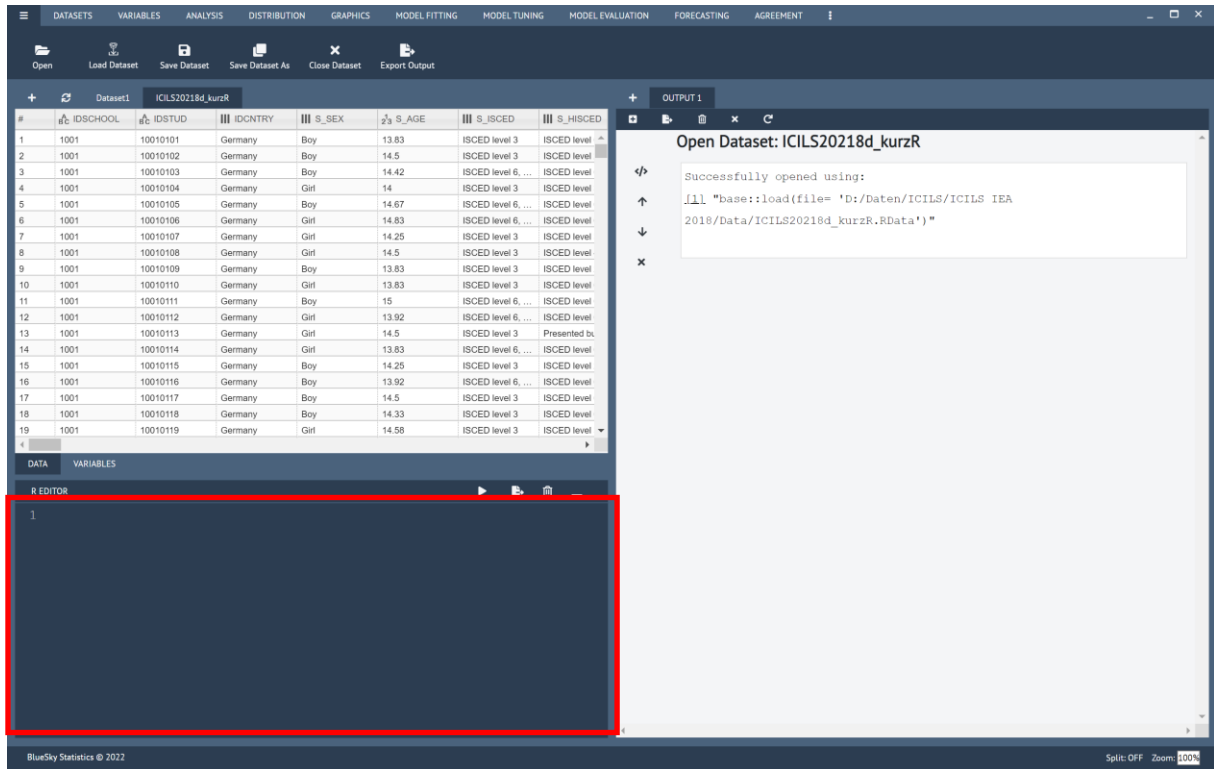 DATASETS VARIABLES ANALYSIS DISTRIBUTION GRAPHICS MODEL FITTING MODEL TUNING MODEL EVALUATION FORECASTING AGREEMENT
Open Load Dataset Save Dataset Save Dataset As Close Dataset Export Output
Dataset1 ICILS20218d_kurzR
# IDSCHOOL IDSTUD IDCNTRY S_SEX S_AGE S_ISCED S_HISCED
1 1001 10010101 Germany Boy 13.83 ISCED level 3 ISCED level
2 1001 10010102 Germany Boy 14.5 ISCED level 3 ISCED level
3 1001 10010103 Germany Boy 14.42 ISCED level 6, ... ISCED level
4 1001 10010104 Germany Girl 14 ISCED level 3 ISCED level
5 1001 10010105 Germany Boy 14.67 ISCED level 6, ... ISCED level
6 1001 10010106 Germany Girl 14.83 ISCED level 6, ... ISCED level
7 1001 10010107 Germany Girl 14.25 ISCED level 3 ISCED level
8 1001 10010108 Germany Girl 14.5 ISCED level 3 ISCED level
9 1001 10010109 Germany Boy 13.83 ISCED level 3 ISCED level
10 1001 10010110 Germany Girl 13.83 ISCED level 3 ISCED level
11 1001 10010111 Germany Boy 15 ISCED level 6, ... ISCED level
12 1001 10010112 Germany Girl 13.92 ISCED level 6, ... ISCED level
13 1001 10010113 Germany Girl 14.5 ISCED level 3 Presented bu
14 1001 10010114 Germany Girl 13.83 ISCED level 6, ... ISCED level
15 1001 10010115 Germany Boy 14.25 ISCED level 3 ISCED level
16 1001 10010116 Germany Boy 13.92 ISCED level 6, ... ISCED level
17 1001 10010117 Germany Boy 14.5 ISCED level 3 ISCED level
18 1001 10010118 Germany Boy 14.33 ISCED level 3 ISCED level
19 1001 10010119 Germany Girl 14.58 ISCED level 3 ISCED level
DATA VARIABLES
R EDITOR
1
OUTPUT 1
Open Dataset: ICILS20218d_kurzR
Successfully opened using:
[1] "base::load(file= 'D:/Daten/ICILS/ICILS IEA
2018/Data/ICILS20218d_kurzR.RData')"
BlueSky Statistics © 2022
Split: OFF Zoom: 100%